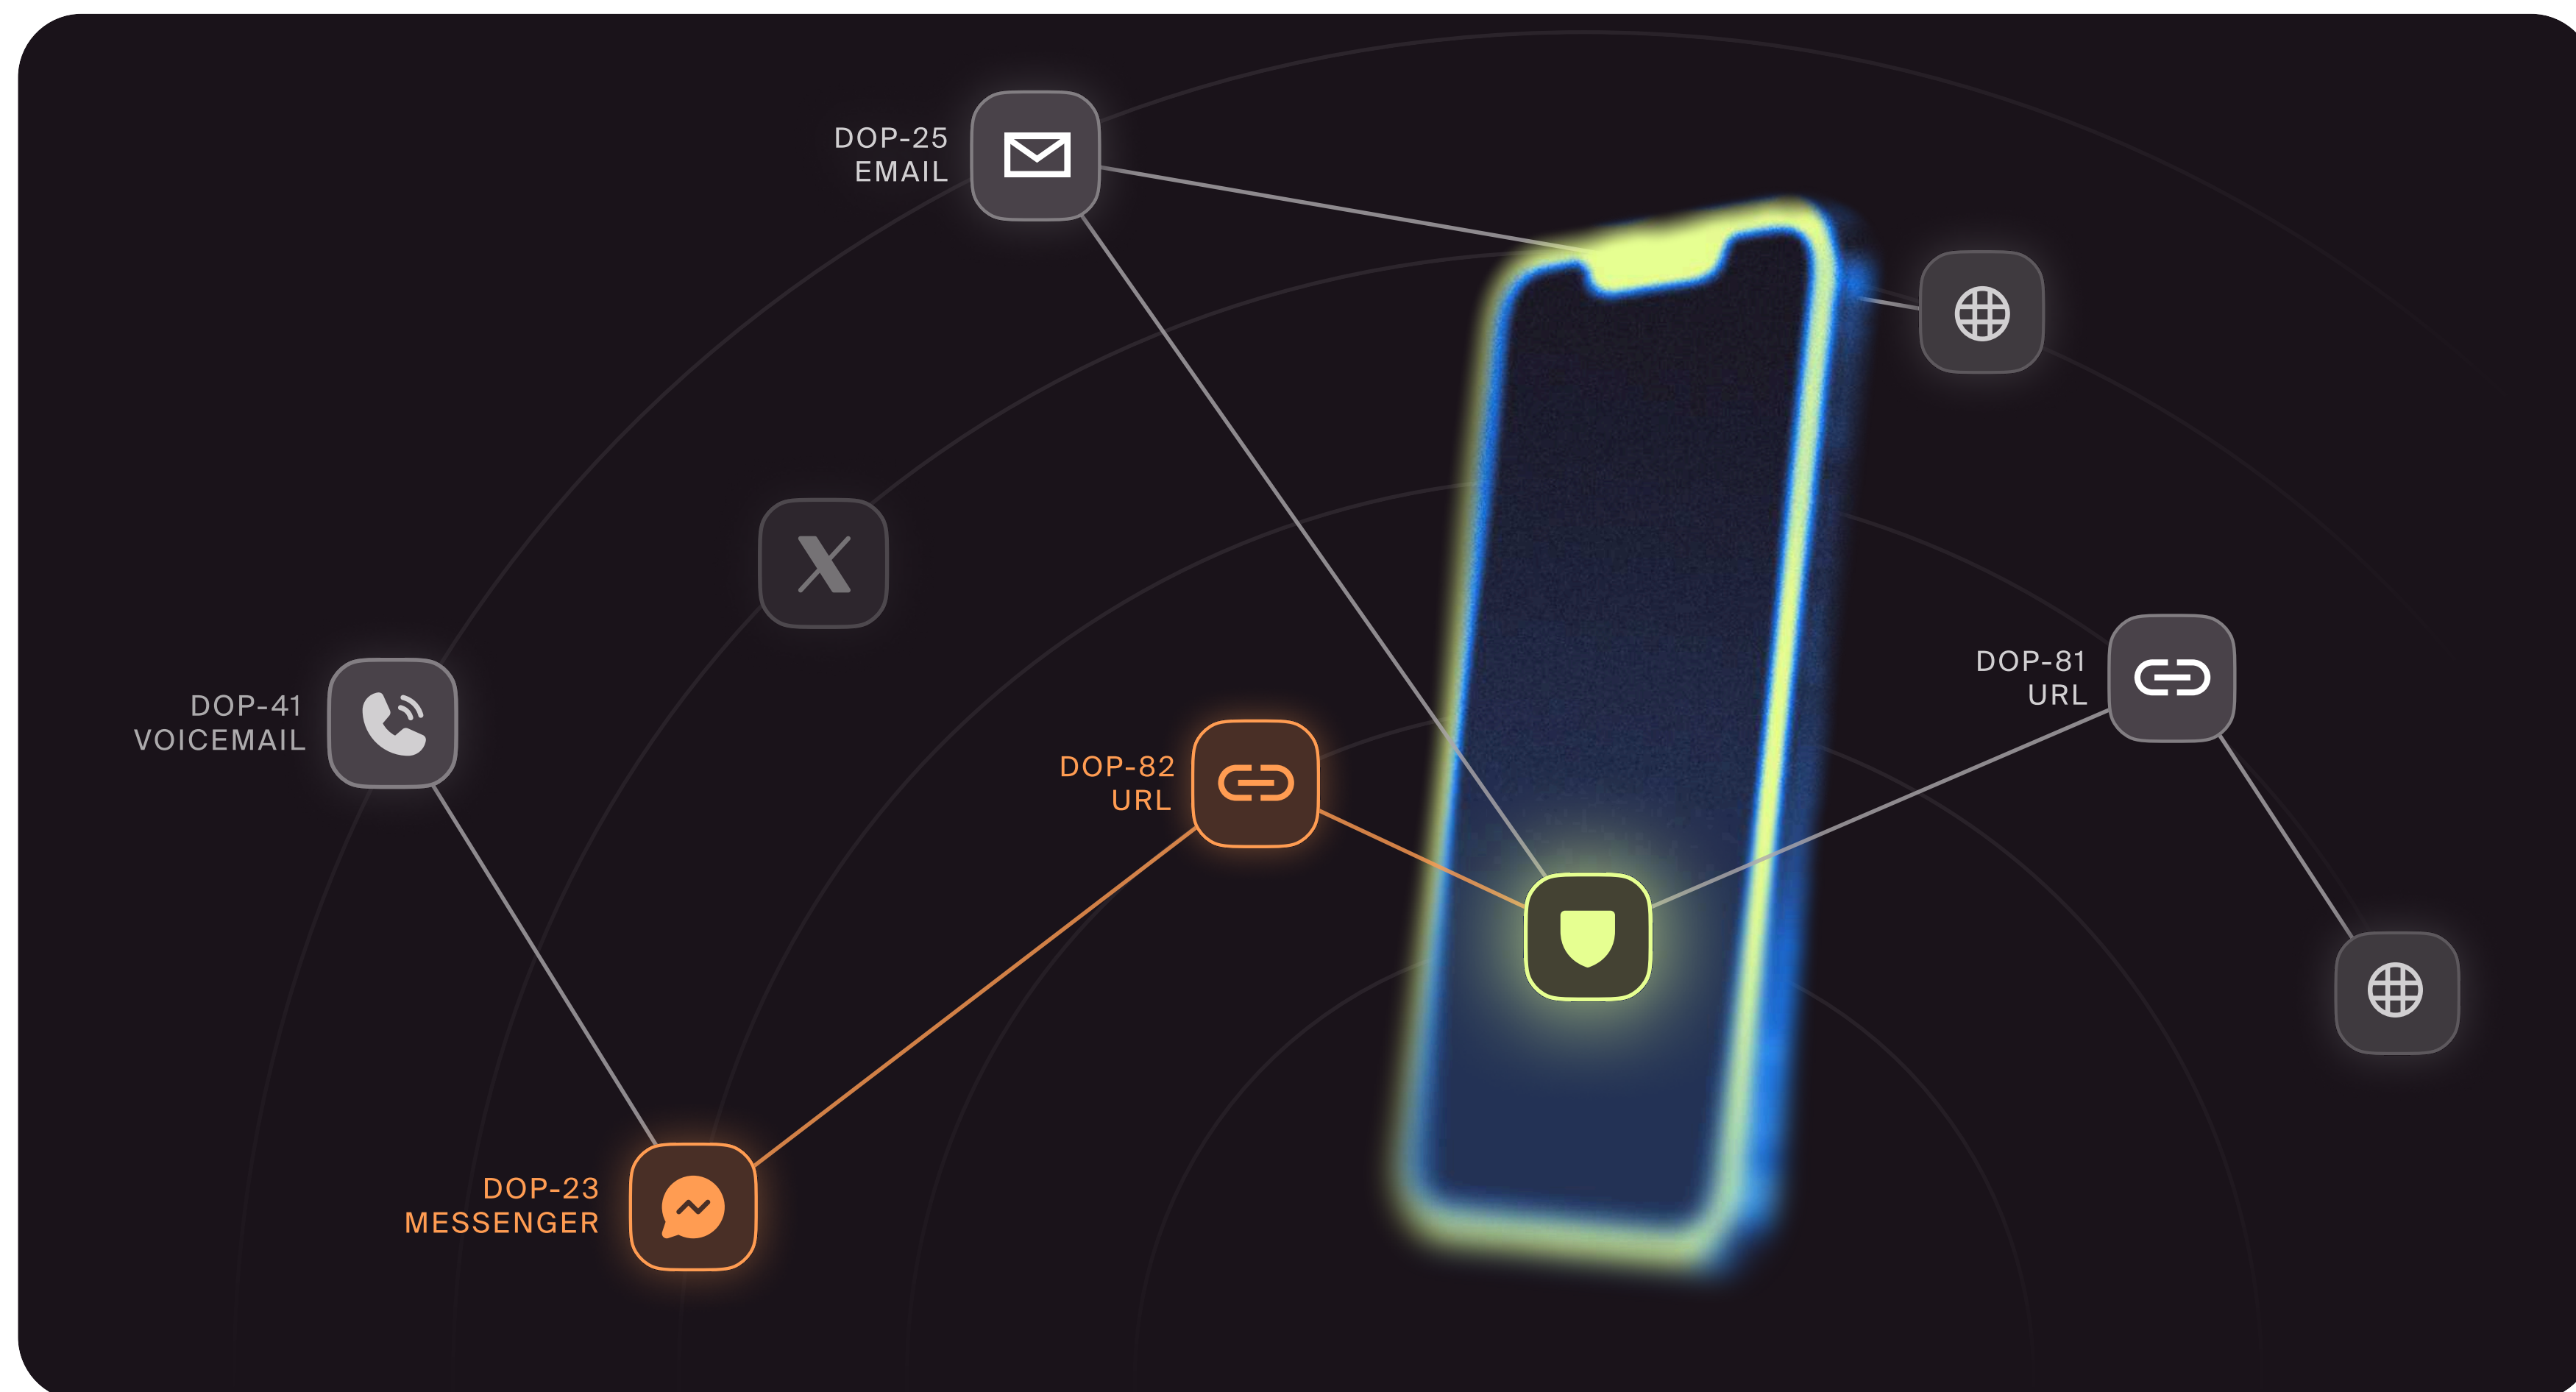 DOP-25
EMAIL
DOP-41
VOICEMAIL
DOP-82
URL
DOP-81
URL
DOP-23
MESSENGER